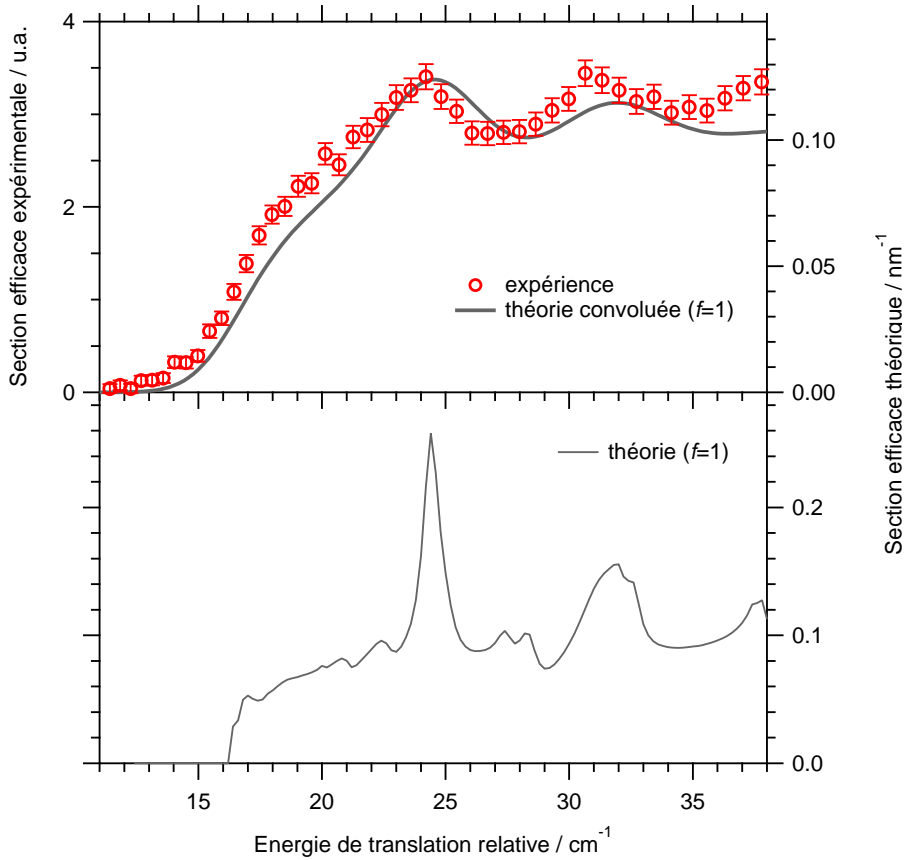 4
2
0
Section efficace expérimentale / u.a.
0.10
0.05
0.00
expérience
théorie convoluée (f=1)
théorie (f=1)
0.2
0.1
0.0
Section efficace théorique / nm⁻¹
15 20 25 30 35
Energie de translation relative / cm⁻¹